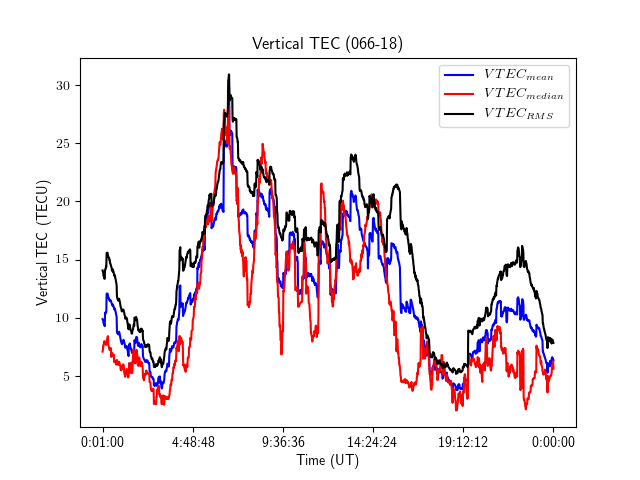 Vertical TEC (066-18)
VTEC_mean
VTEC_median
VTEC_RMS
30
25
20
15
10
5
Vertical TEC (TECU)
0:01:00 4:48:48 9:36:36 14:24:24 19:12:12 0:00:00
Time (UT)